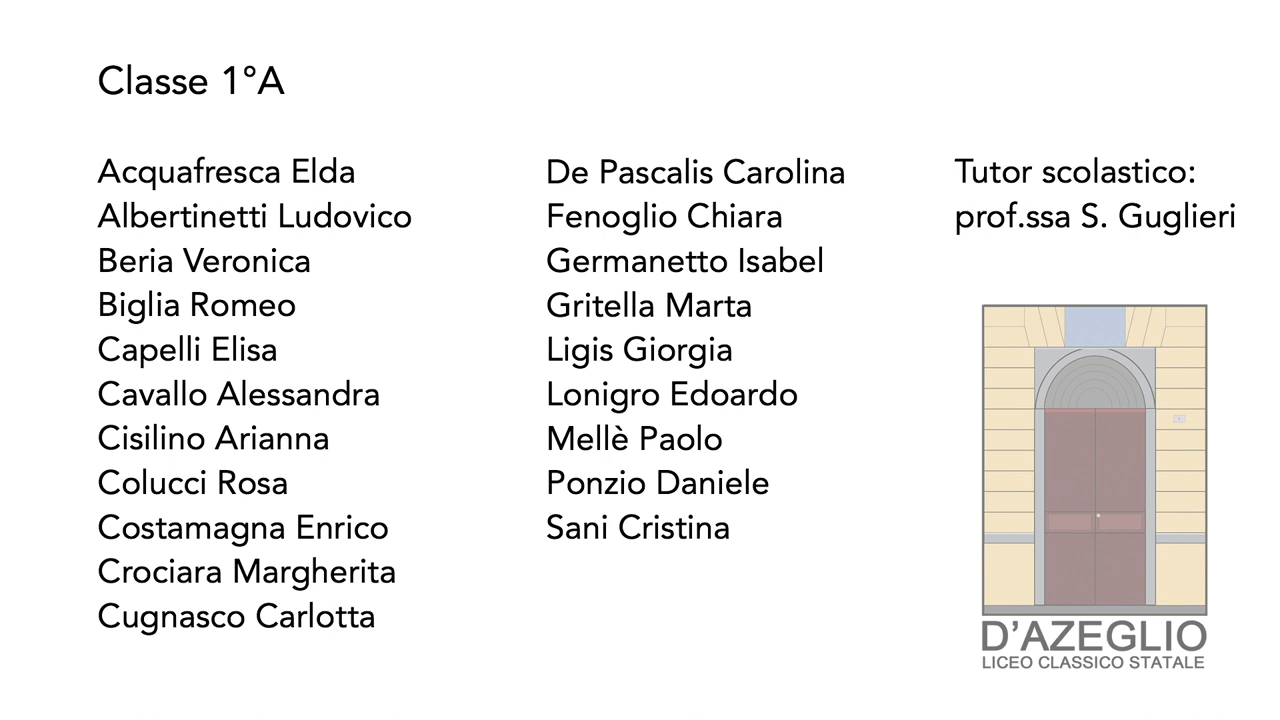 Classe 1°A
Acquafresca Elda
Albertinetti Ludovico
Beria Veronica
Biglia Romeo
Capelli Elisa
Cavallo Alessandra
Cisilino Arianna
Colucci Rosa
Costamagna Enrico
Crociara Margherita
Cugnasco Carlotta
De Pascalis Carolina
Fenoglio Chiara
Germanetto Isabel
Gritella Marta
Ligis Giorgia
Lonigro Edoardo
Mellè Paolo
Ponzio Daniele
Sani Cristina
Tutor scolastico:
prof.ssa S. Guglieri
D’AZEGLIO
LICEO CLASSICO STATALE